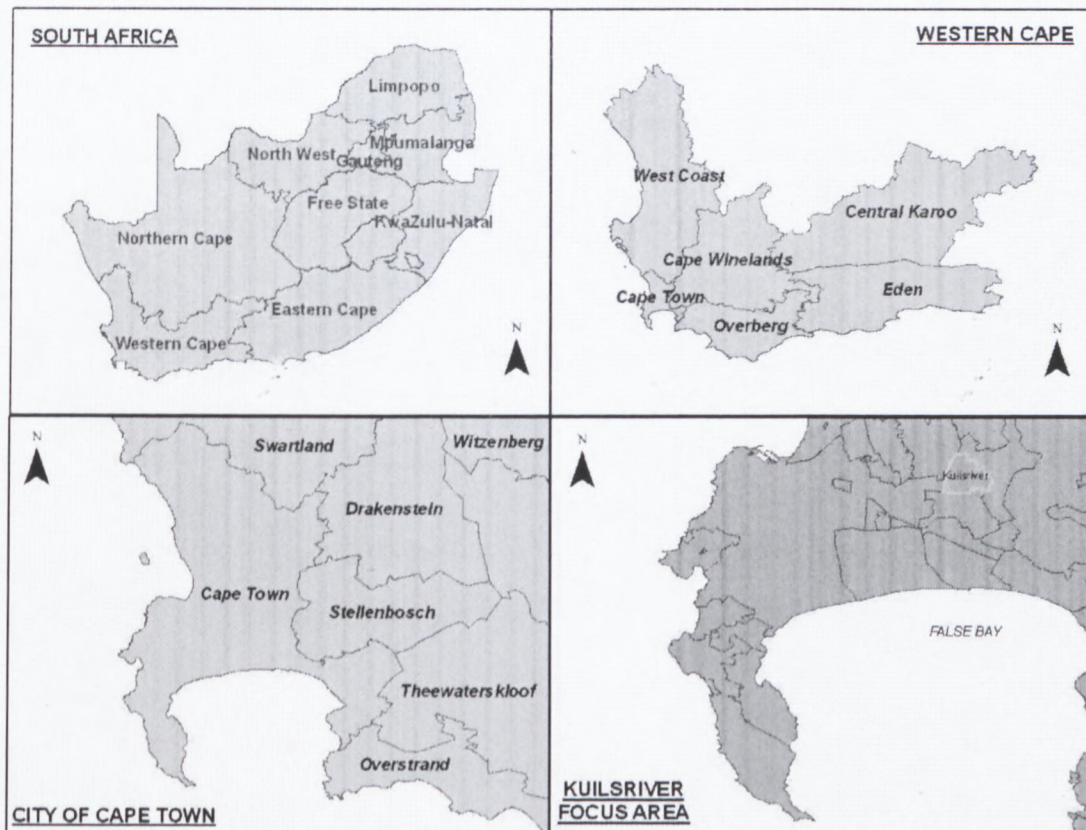 SOUTH AFRICA
Limpopo
Mpumalanga
North West
Gauteng
Free State
KwaZulu-Natal
Northern Cape
Eastern Cape
Western Cape
N
WESTERN CAPE
West Coast
Central Karoo
Cape Winelands
Eden
Cape Town
Overberg
N
N
Swartland
Witzenberg
Drakenstein
Cape Town
Stellenbosch
Theewaterskloof
Overstrand
CITY OF CAPE TOWN
N
Kuilsriver
FALSE BAY
KUILSRIVER
FOCUS AREA